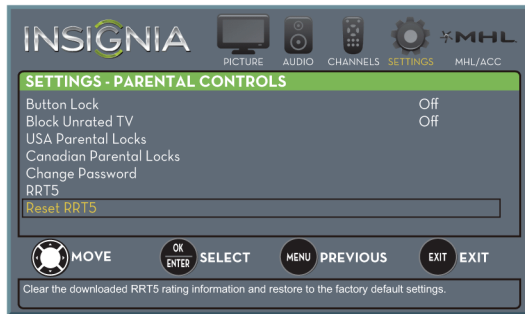 INSIGNIA
PICTURE AUDIO CHANNELS SETTINGS MHL MHL/ACC
SETTINGS - PARENTAL CONTROLS
Button Lock Off
Block Unrated TV Off
USA Parental Locks
Canadian Parental Locks
Change Password
RRT5
Reset RRT5
MOVE OK ENTER SELECT MENU PREVIOUS EXIT EXIT
Clear the downloaded RRT5 rating information and restore to the factory default settings.